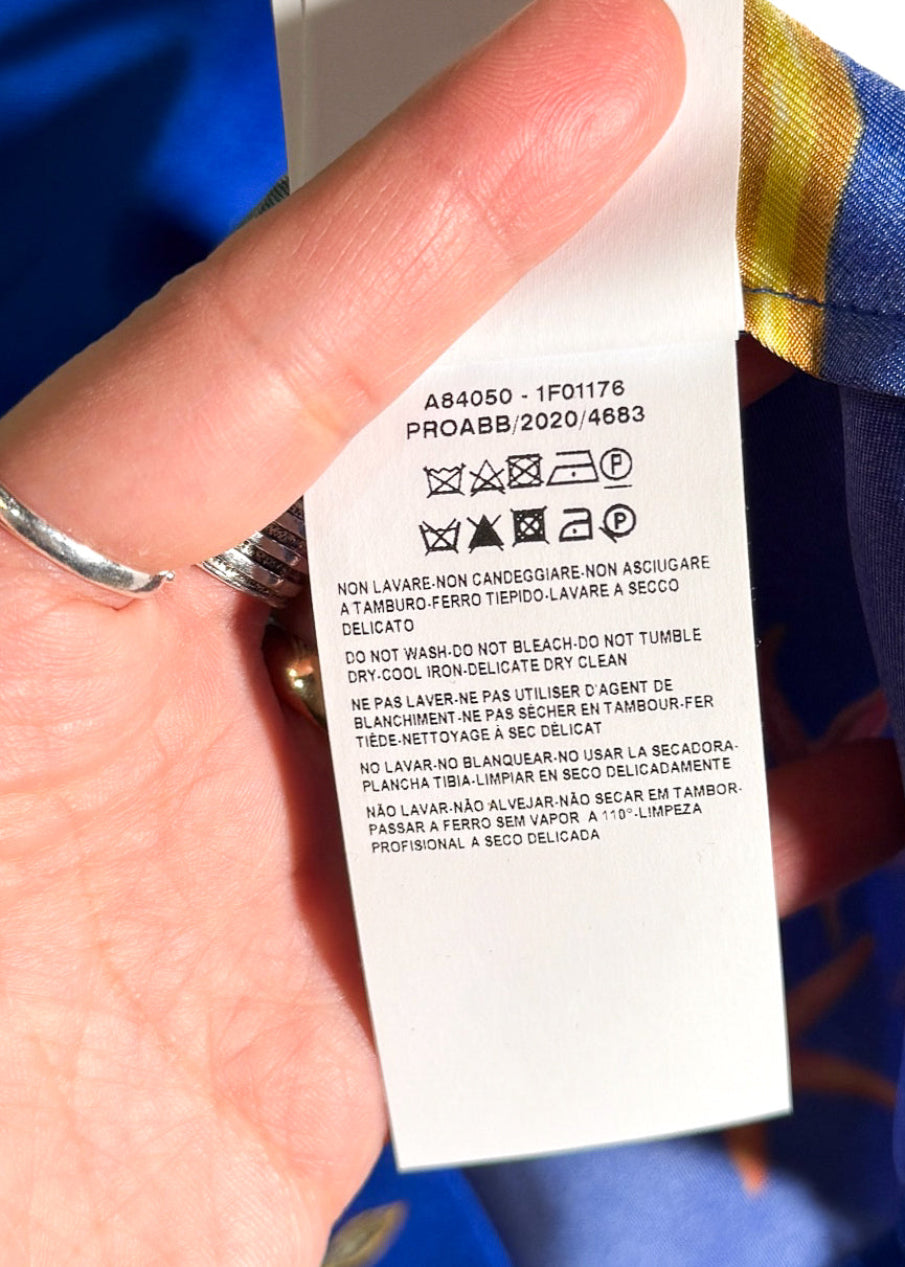 A84050 - 1F01176
PROABB/2020/4683
P
P
NON LAVARE-NON CANDEGGIARE-NON ASCIUGARE
A TAMBURO-FERRO TIEPIDO-LAVARE A SECCO
DELICATO
DO NOT WASH-DO NOT BLEACH-DO NOT TUMBLE
DRY-COOL IRON-DELICATE DRY CLEAN
NE PAS LAVER-NE PAS UTILISER D'AGENT DE
BLANCHIMENT-NE PAS SÈCHER EN TAMBOUR-FER
TIÈDE-NETTOYAGE À SEC DÉLICAT
NO LAVAR-NO BLANQUEAR-NO USAR LA SECADORA-
PLANCHA TIBIA-LIMPIAR EN SECO DELICADAMENTE
NÃO LAVAR-NÃO ALVEJAR-NÃO SECAR EM TAMBOR-
PASSAR A FERRO SEM VAPOR A 110°-LIMPEZA
PROFISIONAL A SECO DELICADA